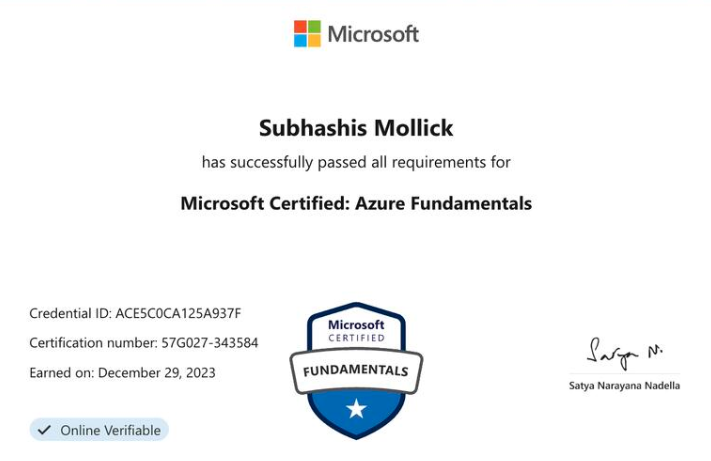 Microsoft
Subhashis Mollick
has successfully passed all requirements for
Microsoft Certified: Azure Fundamentals
Credential ID: ACE5C0CA125A937F
Certification number: 57G027-343584
Earned on: December 29, 2023
Online Verifiable
Microsoft
CERTIFIED
FUNDAMENTALS
Satya N.
Satya Narayana Nadella